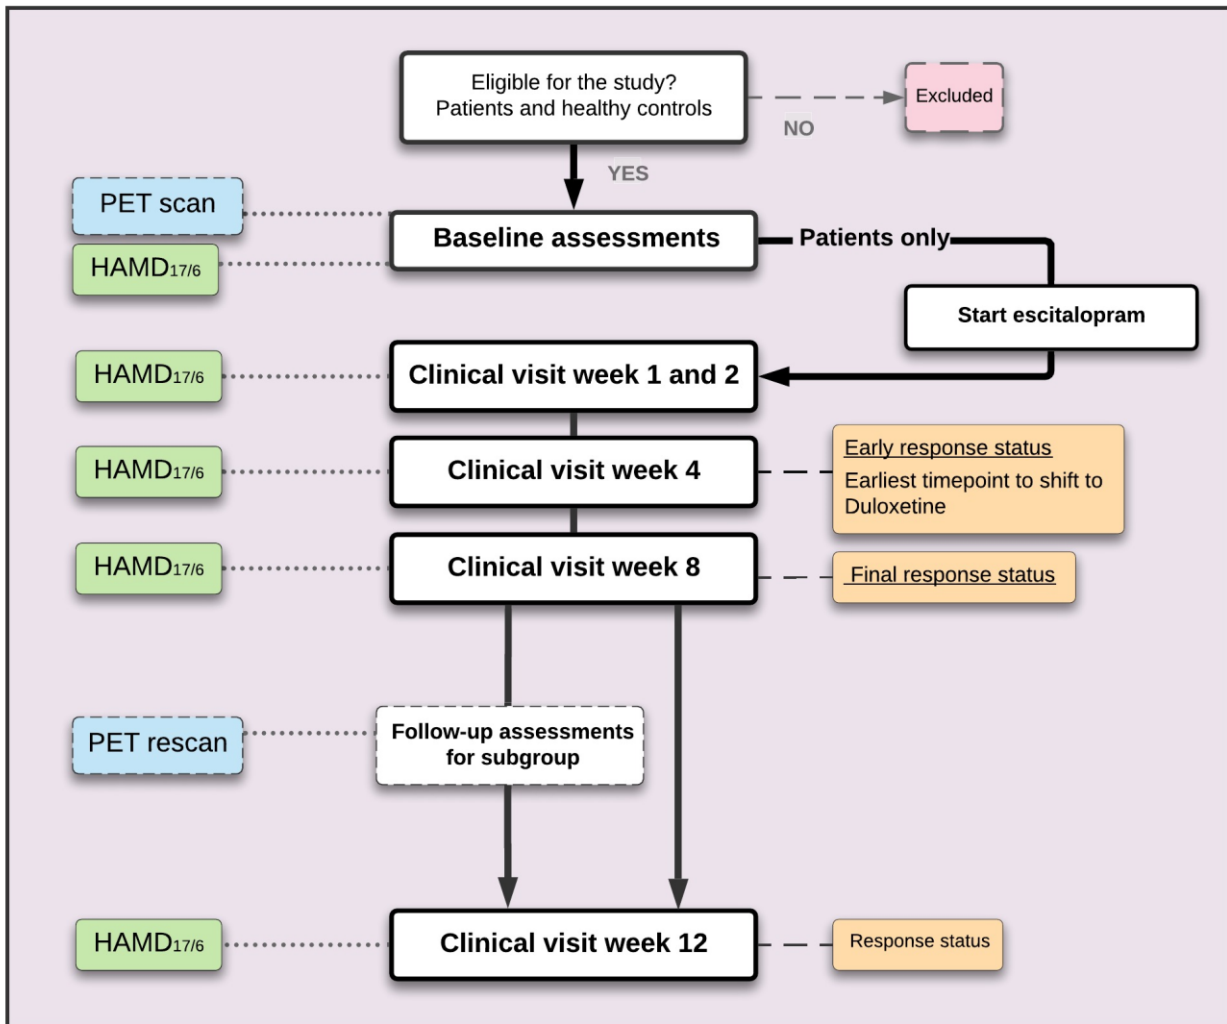 Eligible for the study?
Patients and healthy controls
Excluded
NO
YES
PET scan
Baseline assessments
Patients only
HAMD17/6
Start escitalopram
HAMD17/6
Clinical visit week 1 and 2
HAMD17/6
Clinical visit week 4
Early response status
Earliest timepoint to shift to
Duloxetine
HAMD17/6
Clinical visit week 8
Final response status
PET rescan
Follow-up assessments
for subgroup
HAMD17/6
Clinical visit week 12
Response status